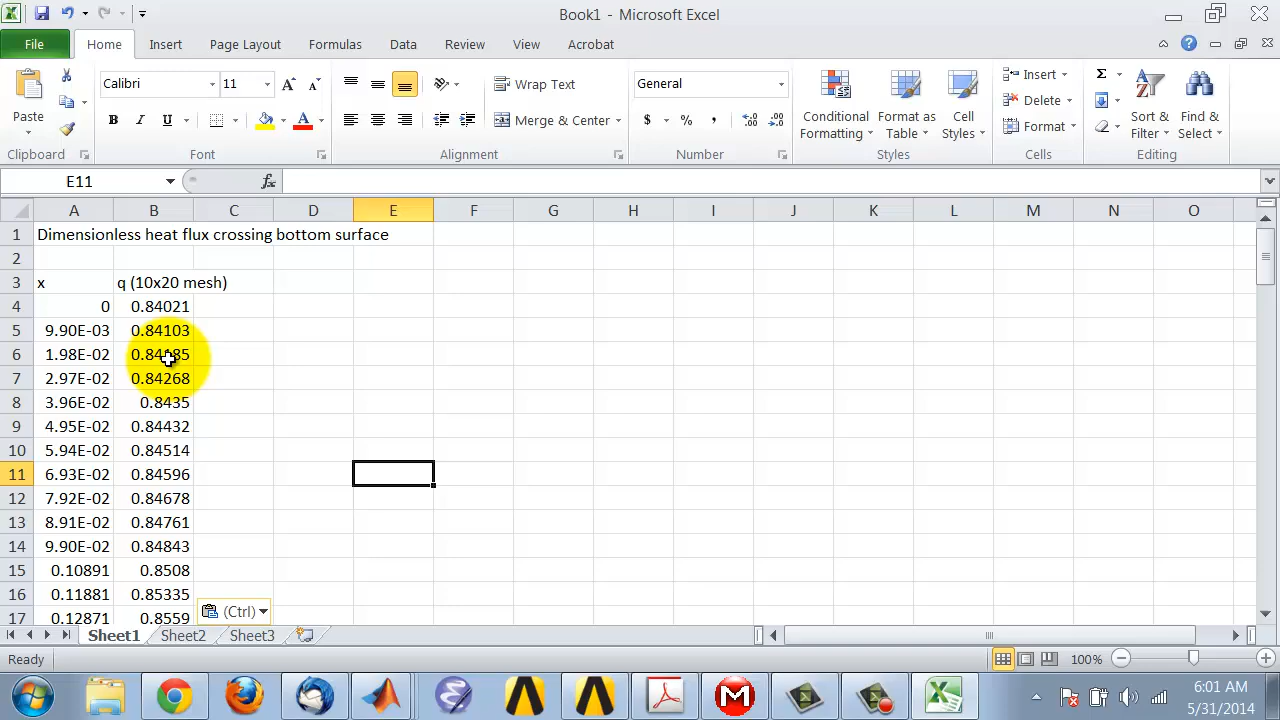 Book1 - Microsoft Excel
File Home Insert Page Layout Formulas Data Review View Acrobat
Paste
Calibri 11
Wrap Text
Merge & Center
General
$ % ,
Conditional Formatting
Format as Table
Cell Styles
Insert
Delete
Format
Sort & Filter
Find & Select
Clipboard Font Alignment Number Styles Cells Editing
E11 fx
A B C D E F G H I J K L M N O
1 Dimensionless heat flux crossing bottom surface
2
3 x q (10x20 mesh)
4 0 0.84021
5 9.90E-03 0.84103
6 1.98E-02 0.84185
7 2.97E-02 0.84268
8 3.96E-02 0.8435
9 4.95E-02 0.84432
10 5.94E-02 0.84514
11 6.93E-02 0.84596
12 7.92E-02 0.84678
13 8.91E-02 0.84761
14 9.90E-02 0.84843
15 0.10891 0.8508
16 0.11881 0.85335
17 0.12871 0.8559
(Ctrl)
Sheet1 Sheet2 Sheet3
Ready 100%
6:01 AM
5/31/2014